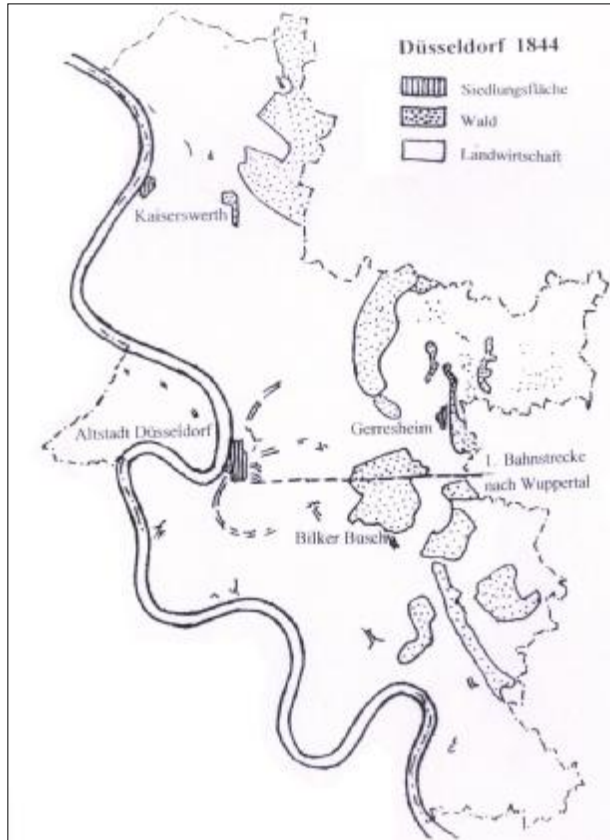 Düsseldorf 1844
Siedlungsfläche
Wald
Landwirtschaft
Kaiserswerth
Altstadt Düsseldorf
Gerresheim
1. Bahnstrecke
nach Wuppertal
Bilker Busch